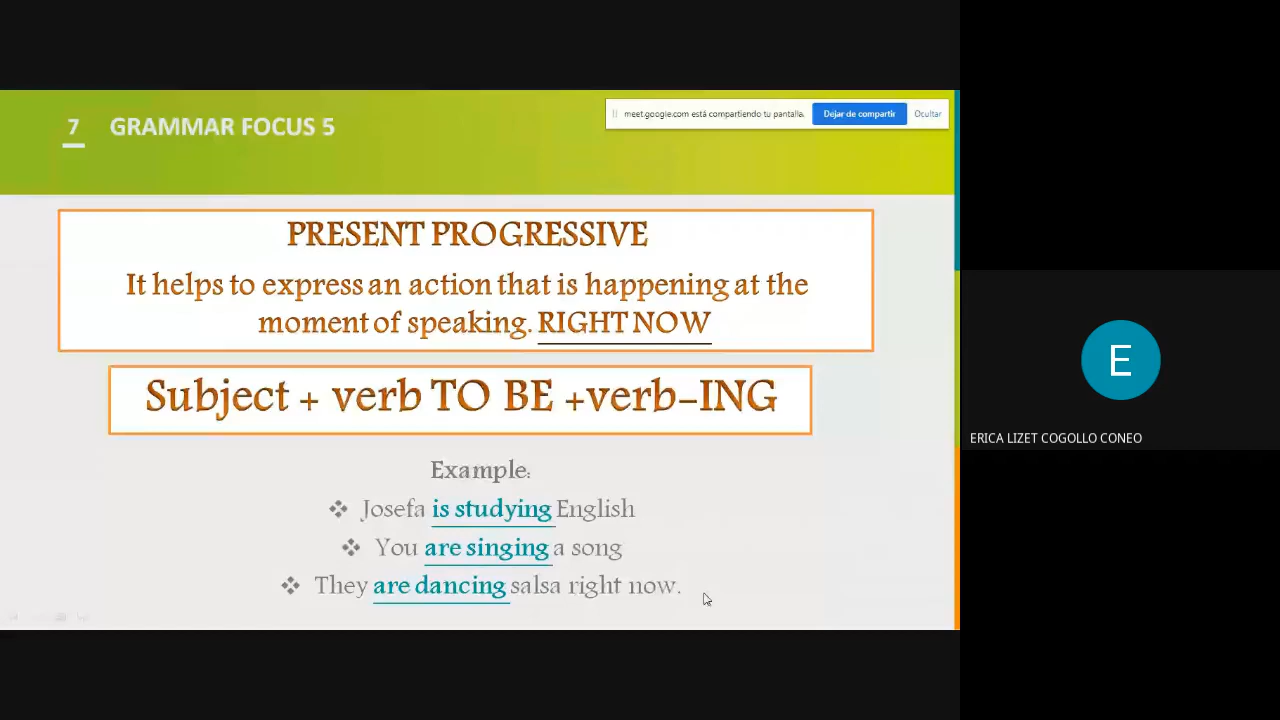 7 GRAMMAR FOCUS 5
meet.google.com está compartiendo tu pantalla. Dejar de compartir Ocultar
PRESENT PROGRESSIVE
It helps to express an action that is happening at the
moment of speaking. RIGHT NOW
Subject + verb TO BE +verb-ING
Example:
❖ Josefa is studying English
❖ You are singing a song
❖ They are dancing salsa right now.
E
ERICA LIZET COGOLLO CONEO